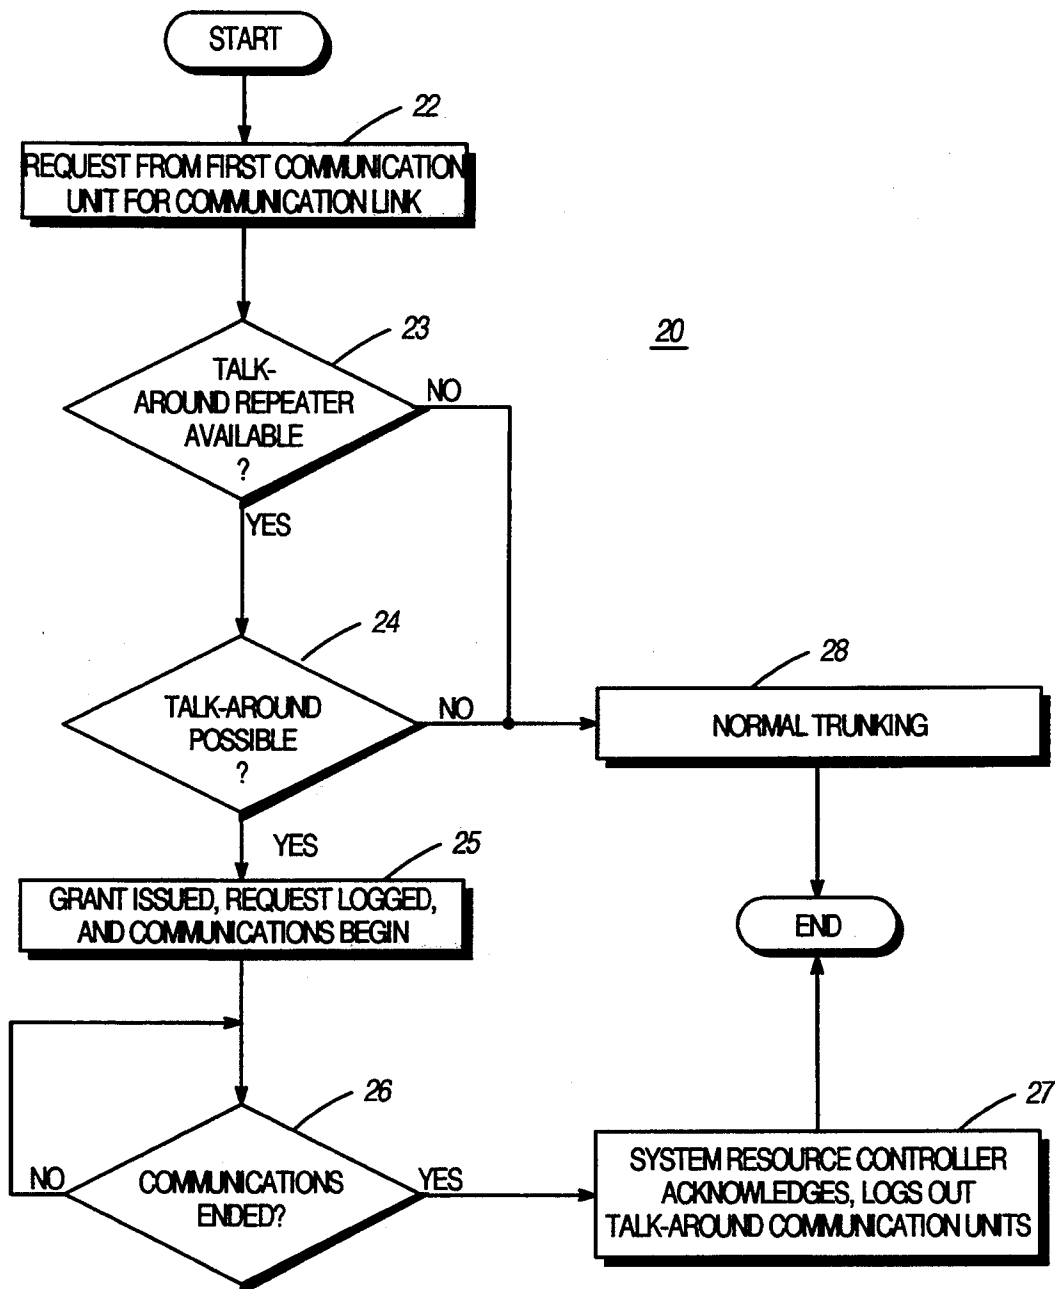 START
22
REQUEST FROM FIRST COMMUNICATION
UNIT FOR COMMUNICATION LINK
23
20
TALK-
AROUND REPEATER
AVAILABLE
?
NO
YES
24
TALK-AROUND
POSSIBLE
?
NO
28
NORMAL TRUNKING
YES
25
GRANT ISSUED, REQUEST LOGGED,
AND COMMUNICATIONS BEGIN
END
26
COMMUNICATIONS
ENDED?
NO
YES
27
SYSTEM RESOURCE CONTROLLER
ACKNOWLEDGES, LOGS OUT
TALK-AROUND COMMUNICATION UNITS